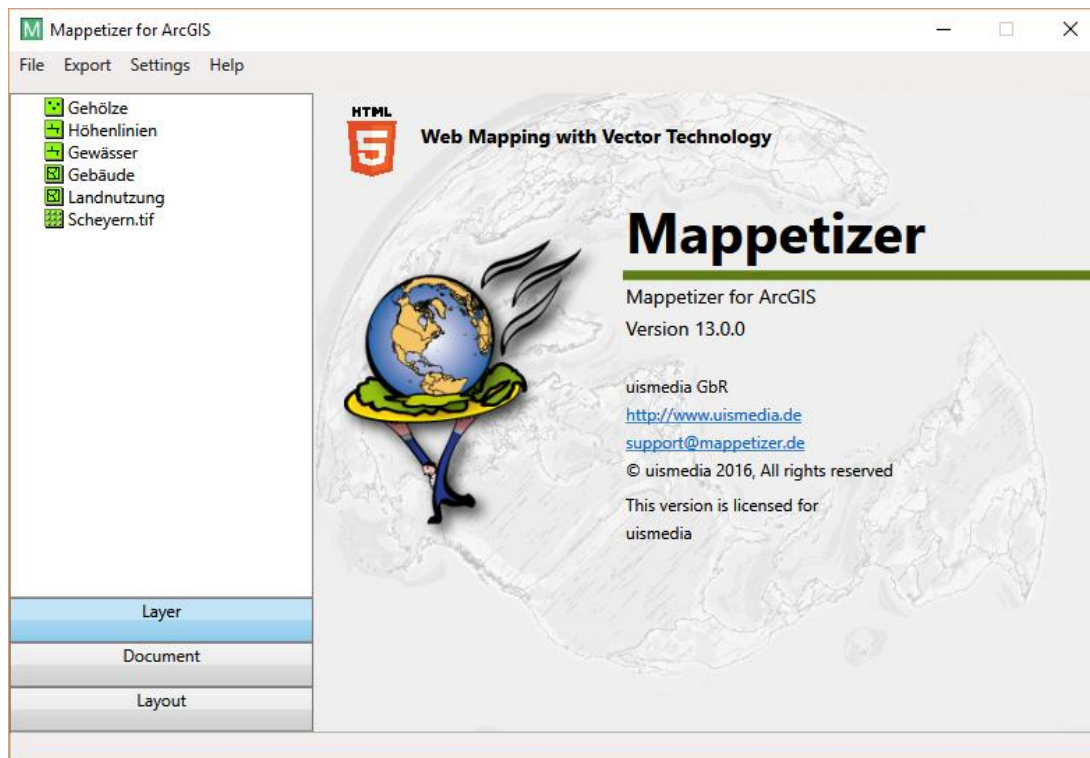 M Mappetizer for ArcGIS
File Export Settings Help
Gehölze
Höhenlinien
Gewässer
Gebäude
Landnutzung
Scheyern.tif
Layer
Document
Layout
HTML
5
Web Mapping with Vector Technology
Mappetizer
Mappetizer for ArcGIS
Version 13.0.0
uismedia GbR
http://www.uismedia.de
support@mappetizer.de
© uismedia 2016, All rights reserved
This version is licensed for
uismedia